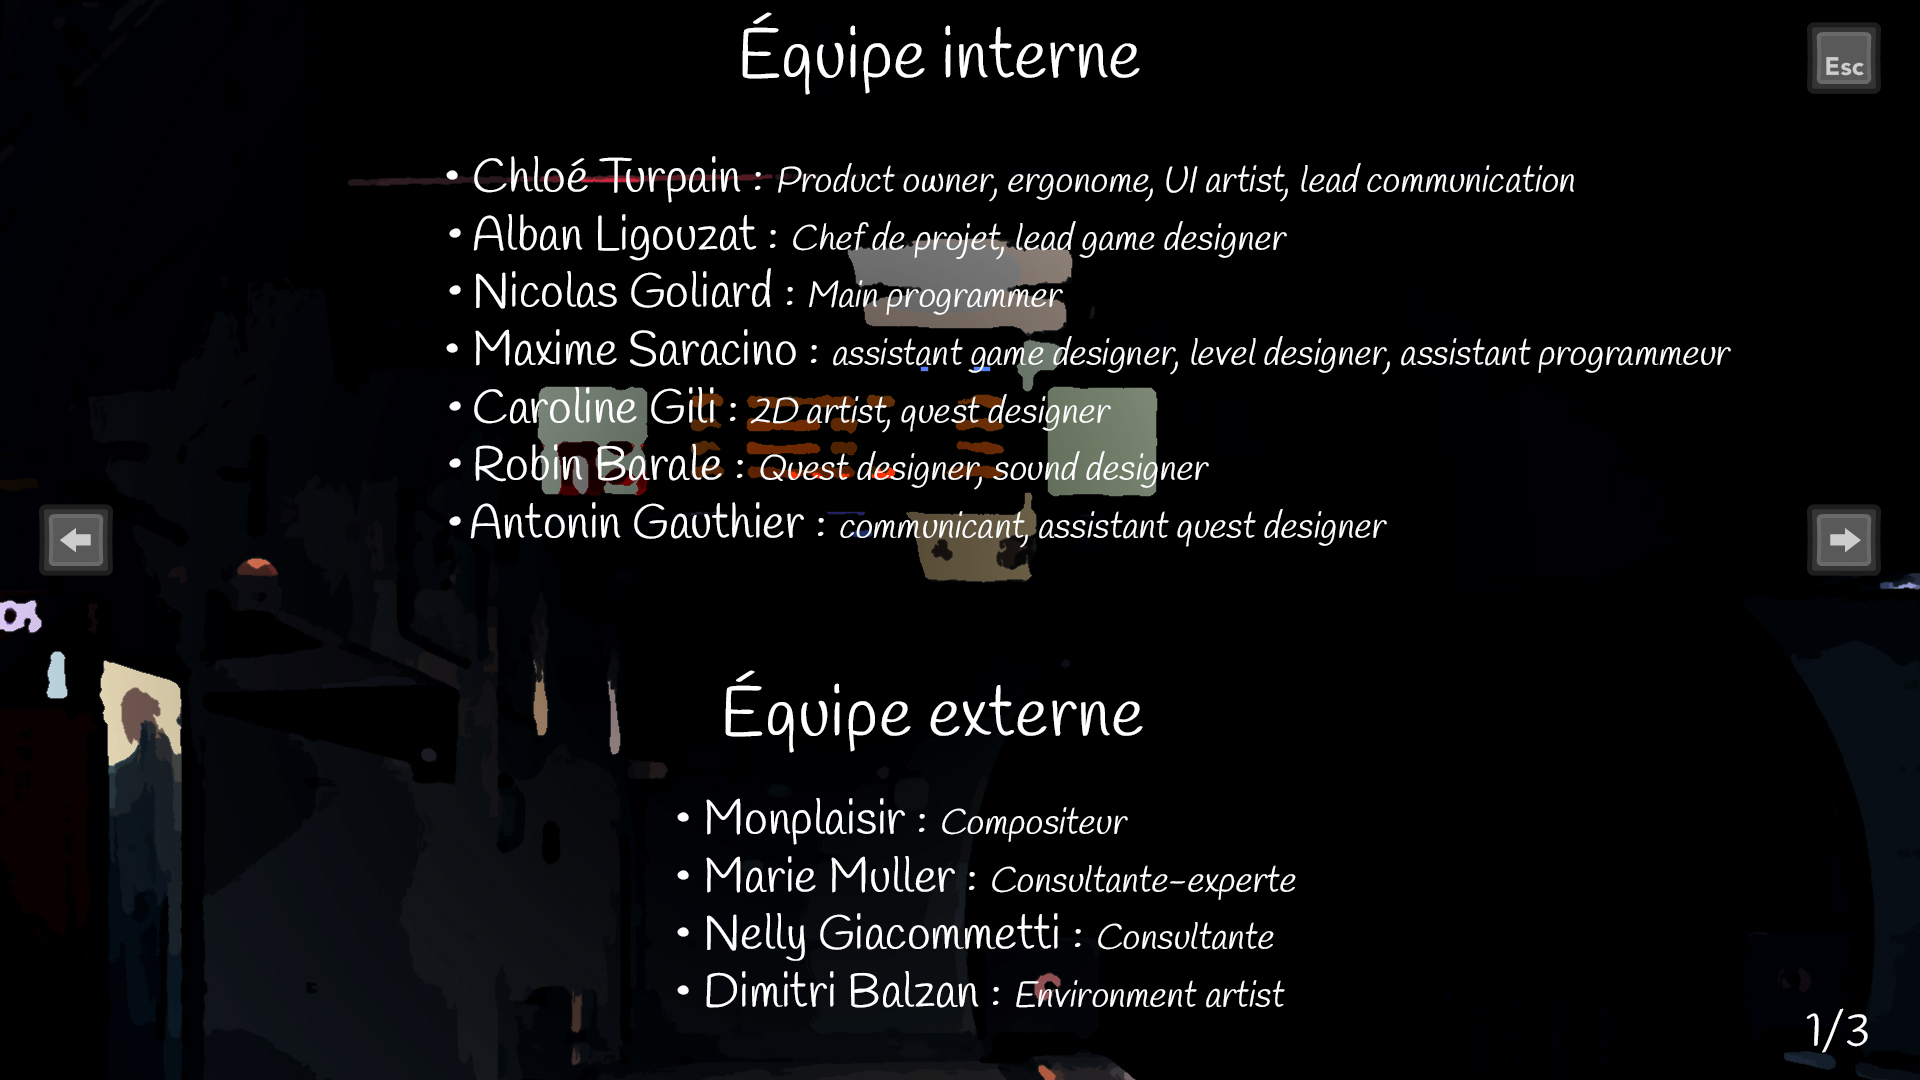 Équipe interne
Esc
• Chloé Turpain : Product owner, ergonome, UI artist, lead communication
• Alban Ligouzat : Chef de projet, lead game designer
• Nicolas Goliard : Main programmer
• Maxime Saracino : assistant game designer, level designer, assistant programmeur
• Caroline Gili : 2D artist, quest designer
• Robin Barale : Quest designer, sound designer
• Antonin Gauthier : communicant, assistant quest designer
Équipe externe
• Monplaisir : Compositeur
• Marie Muller : Consultante-experte
• Nelly Giacommetti : Consultante
• Dimitri Balzan : Environment artist
1/3